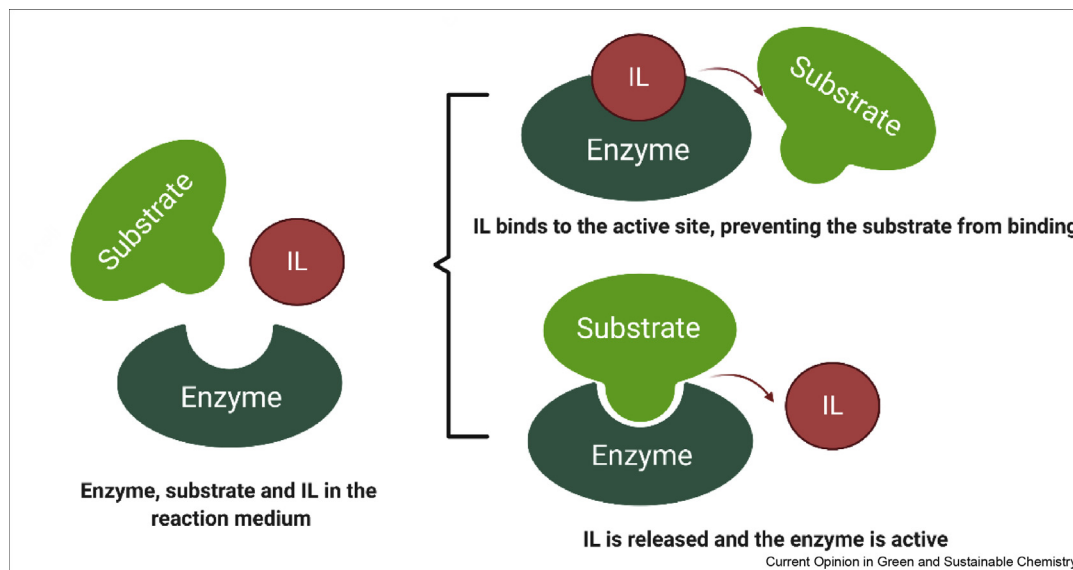 Substrate
IL
Enzyme
Enzyme, substrate and IL in the
reaction medium
IL
Enzyme
Substrate
IL binds to the active site, preventing the substrate from binding
Substrate
Enzyme
IL
IL is released and the enzyme is active
Current Opinion in Green and Sustainable Chemistry